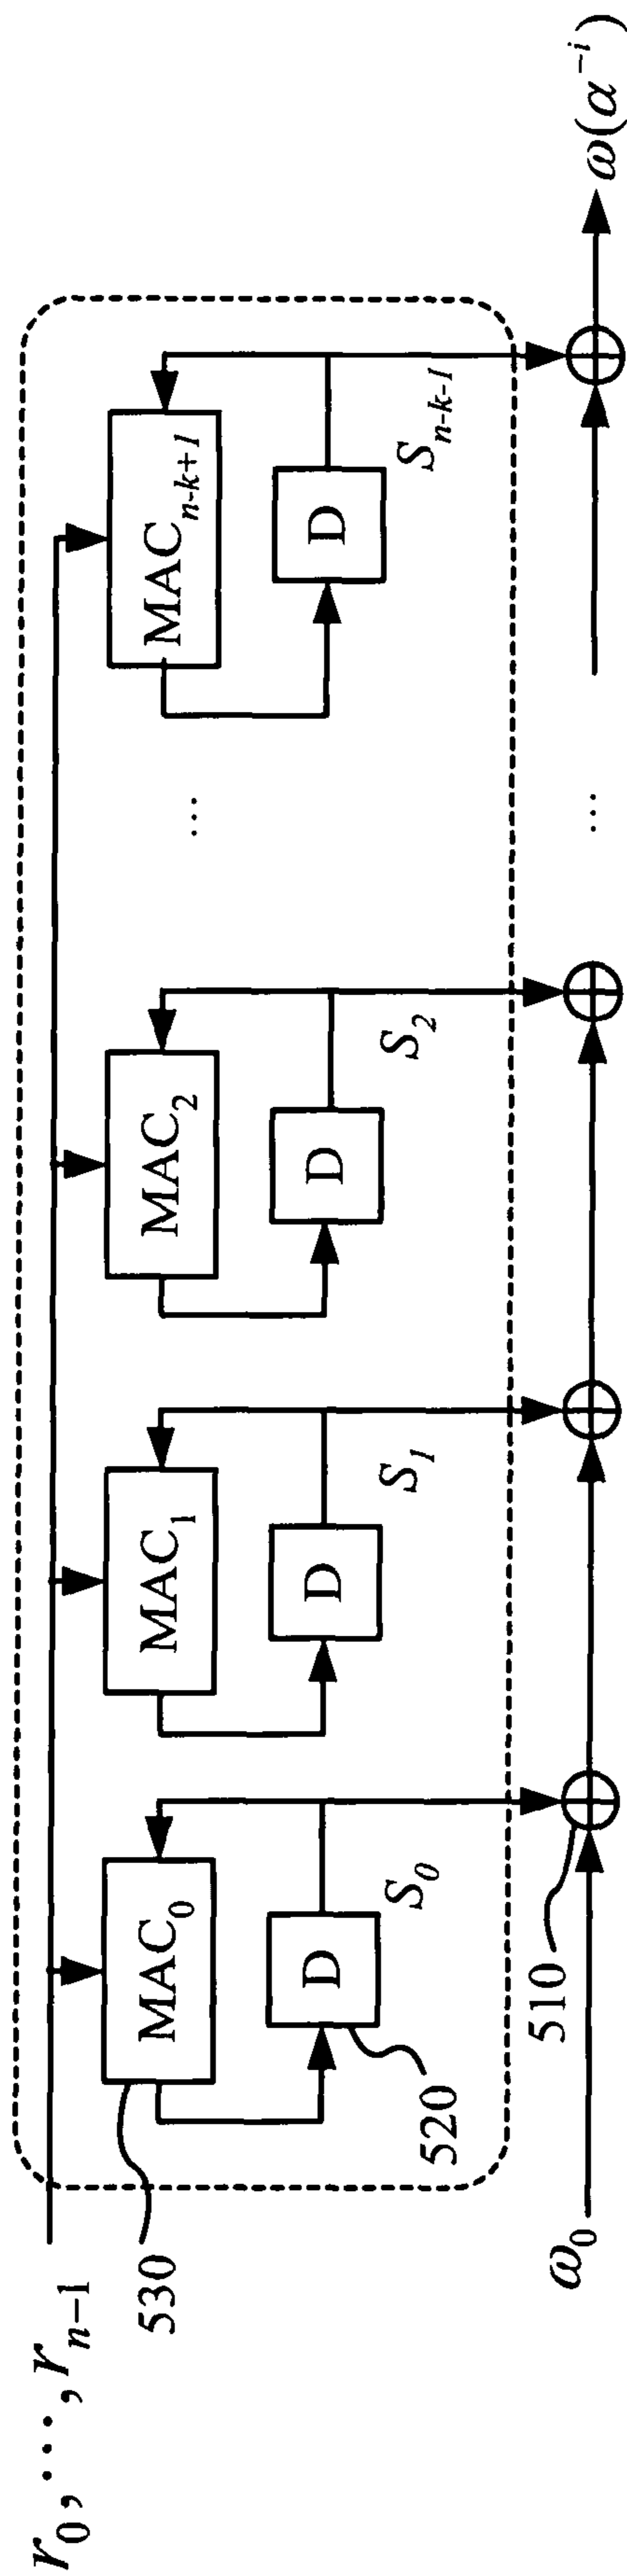 r₀,⋯,rₙ₋₁
530
MAC₀
MAC₁
MAC₂
...
MACₙ₋ₖ₊₁
D
D
D
D
520
S₀
S₁
S₂
Sₙ₋ₖ₋₁
510
ω₀
...
ω(α⁻ⁱ)